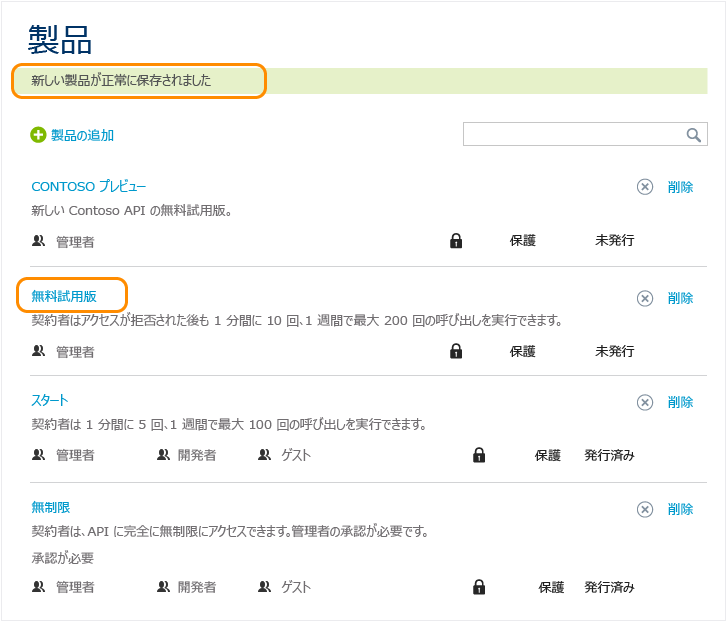 製品
新しい製品が正常に保存されました
製品の追加
CONTOSO プレビュー 削除
新しい Contoso API の無料試用版。
管理者 1 保護 未発行
無料試用版 削除
契約者はアクセスが拒否された後も 1 分間に 10 回、1 週間で最大 200 回の呼び出しを実行できます。
管理者 1 保護 未発行
スタート 削除
契約者は 1 分間に 5 回、1 週間で最大 100 回の呼び出しを実行できます。
管理者 開発者 ゲスト 1 保護 発行済み
無制限 削除
契約者は、API に完全に無制限にアクセスできます。管理者の承認が必要です。
承認が必要
管理者 開発者 ゲスト 1 保護 発行済み